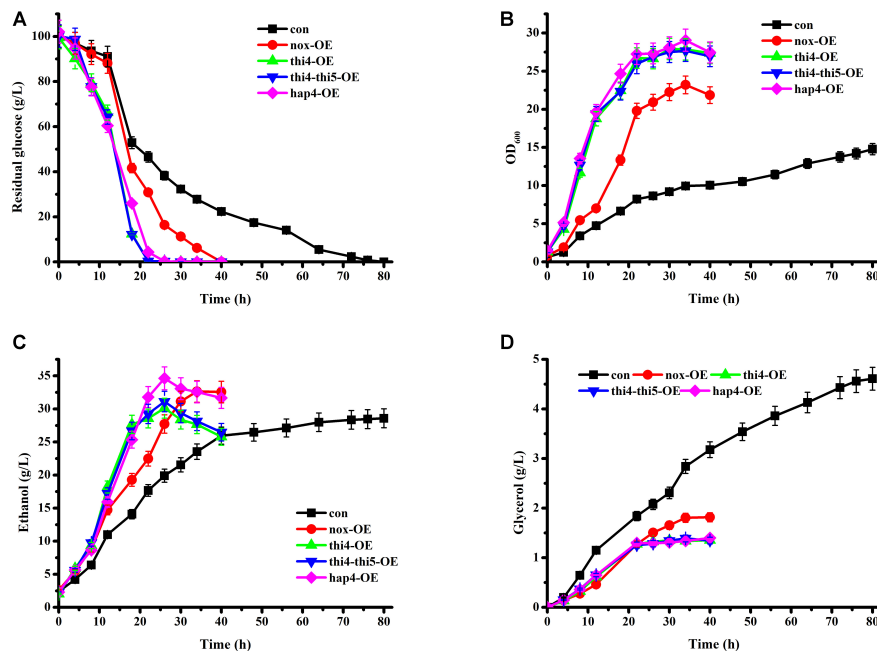 A
con
nox-OE
thi4-OE
thi4-thi5-OE
hap4-OE
Residual glucose (g/L)
100
80
60
40
20
0
0 10 20 30 40 50 60 70 80
Time (h)
B
con
nox-OE
thi4-OE
thi4-thi5-OE
hap4-OE
OD600
30
25
20
15
10
5
0
0 10 20 30 40 50 60 70 80
Time (h)
C
con
nox-OE
thi4-OE
thi4-thi5-OE
hap4-OE
Ethanol (g/L)
35
30
25
20
15
10
5
0
0 10 20 30 40 50 60 70 80
Time (h)
D
con nox-OE thi4-OE
thi4-thi5-OE hap4-OE
Glycerol (g/L)
5
4
3
2
1
0
0 10 20 30 40 50 60 70 80
Time (h)